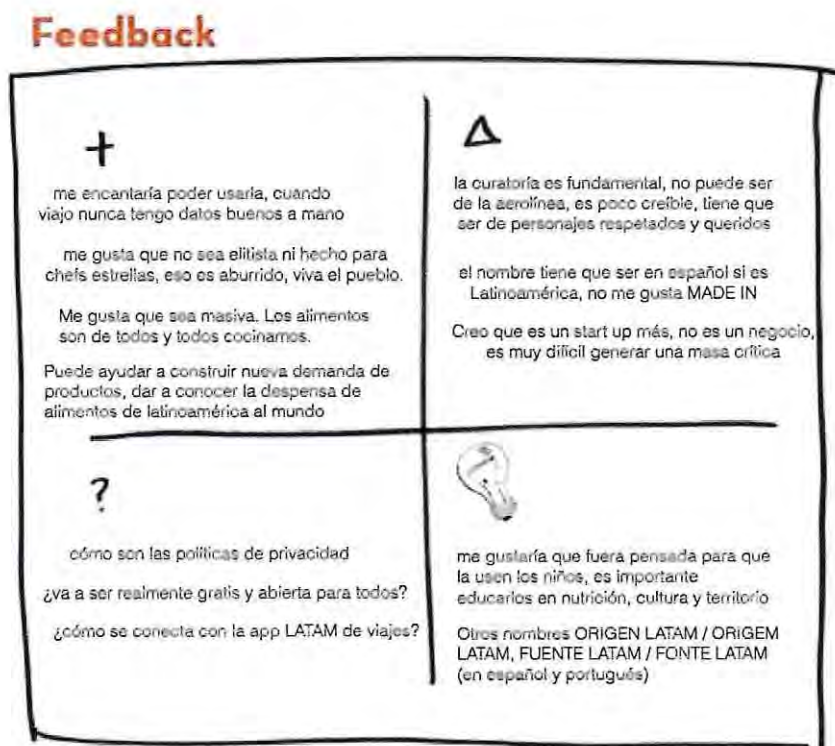 Feedback
+
me encantaría poder usarla, cuando
viajo nunca tengo datos buenos a mano
me gusta que no sea elitista ni hecho para
chefs estrellas, eso es aburrido, viva el pueblo.
Me gusta que sea masiva. Los alimentos
son de todos y todos cocinamos.
Puede ayudar a construir nueva demanda de
productos, dar a conocer la despensa de
alimentos de latinoamérica al mundo
Δ
la curatoría es fundamental, no puede ser
de la aerolínea, es poco creíble, tiene que
ser de personajes respetados y queridos
el nombre tiene que ser en español si es
Latinoamérica, no me gusta MADE IN
Creo que es un start up más, no es un negocio,
es muy difícil generar una masa crítica
?
cómo son las políticas de privacidad
¿va a ser realmente gratis y abierta para todos?
¿cómo se conecta con la app LATAM de viajes?
me gustaría que fuera pensada para que
la usen los niños, es importante
educarlos en nutrición, cultura y territorio
Otros nombres ORIGEN LATAM / ORIGEM
LATAM, FUENTE LATAM / FONTE LATAM
(en español y portugués)